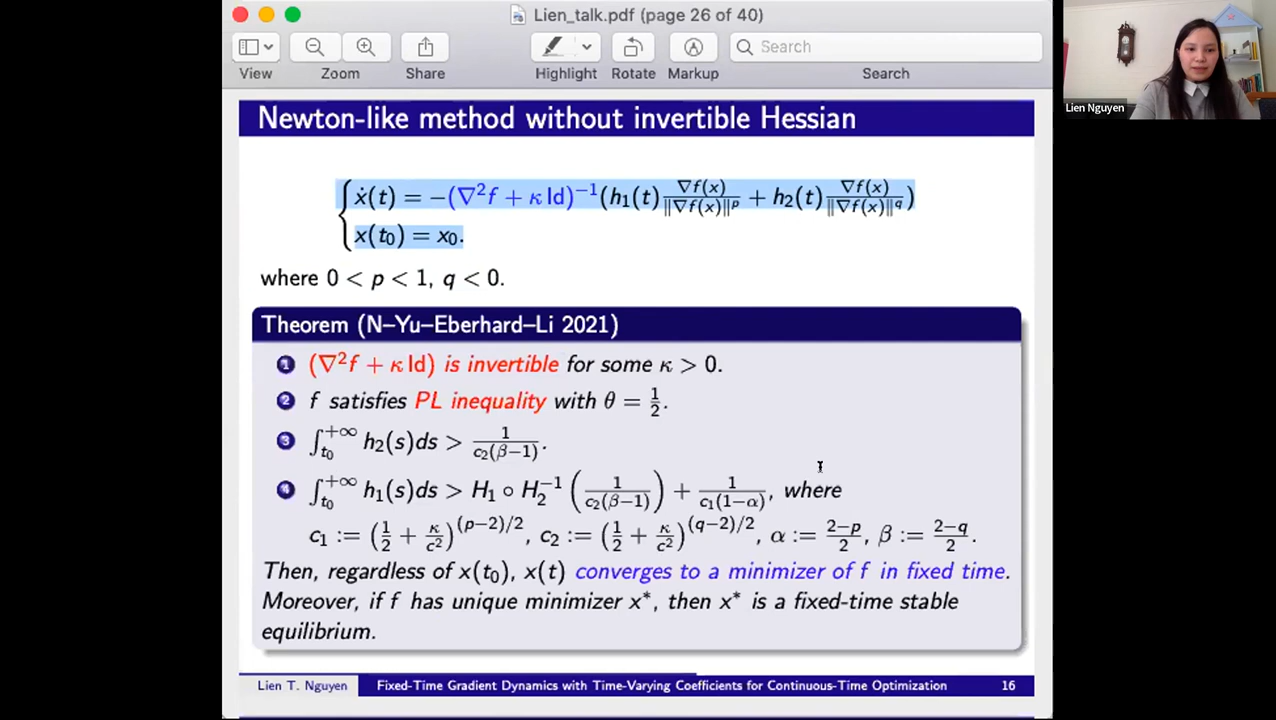 Lien_talk.pdf (page 26 of 40)
Search
View Zoom Share Highlight Rotate Markup Search
Lien Nguyen
Newton-like method without invertible Hessian
ẋ(t) = −(∇²f + κ Id)⁻¹(h₁(t) ∇f(x)/‖∇f(x)‖ᵖ + h₂(t) ∇f(x)/‖∇f(x)‖^q)
x(t₀) = x₀.
where 0 < p < 1, q < 0.
Theorem (N–Yu–Eberhard–Li 2021)
1 (∇²f + κ Id) is invertible for some κ > 0.
2 f satisfies PL inequality with θ = 1/2.
3 ∫_{t₀}^{+∞} h₂(s)ds > 1/(c₂(β−1)).
4 ∫_{t₀}^{+∞} h₁(s)ds > H₁ ∘ H₂⁻¹ (1/(c₂(β−1))) + 1/(c₁(1−α)), where
c₁ := (1/2 + κ/c²)^{(p−2)/2}, c₂ := (1/2 + κ/c²)^{(q−2)/2}, α := (2−p)/2, β := (2−q)/2.
Then, regardless of x(t₀), x(t) converges to a minimizer of f in fixed time.
Moreover, if f has unique minimizer x*, then x* is a fixed-time stable
equilibrium.
Lien T. Nguyen Fixed-Time Gradient Dynamics with Time-Varying Coefficients for Continuous-Time Optimization 16